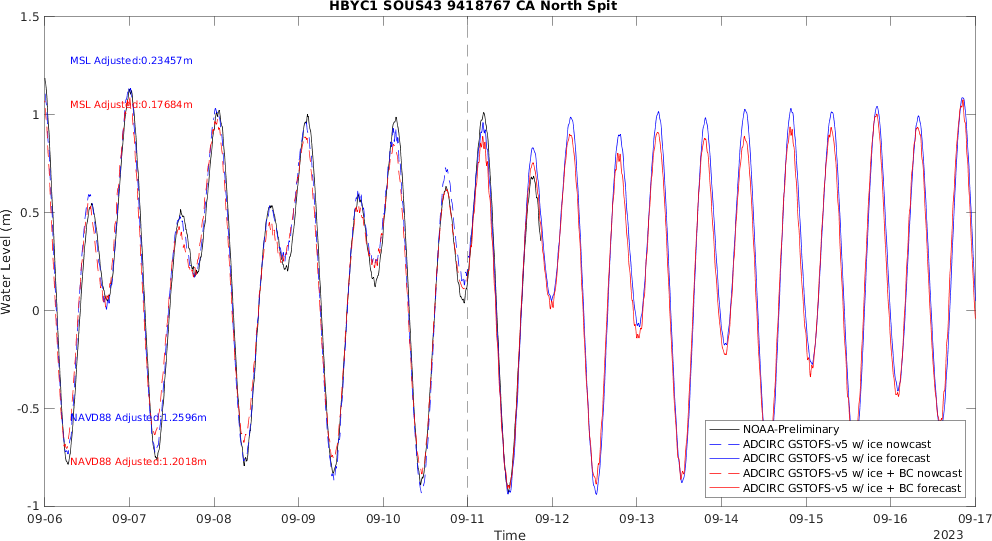 HBYC1 SOUS43 9418767 CA North Spit
1.5
MSL Adjusted:0.23457m
MSL Adjusted:0.17684m
1
0.5
Water Level (m)
0
-0.5
NAVD88 Adjusted:1.2596m
NAVD88 Adjusted:1.2018m
-1
NOAA-Preliminary
ADCIRC GSTOFS-v5 w/ ice nowcast
ADCIRC GSTOFS-v5 w/ ice forecast
ADCIRC GSTOFS-v5 w/ ice + BC nowcast
ADCIRC GSTOFS-v5 w/ ice + BC forecast
09-06 09-07 09-08 09-09 09-10 09-11 09-12 09-13 09-14 09-15 09-16 09-17
Time
2023